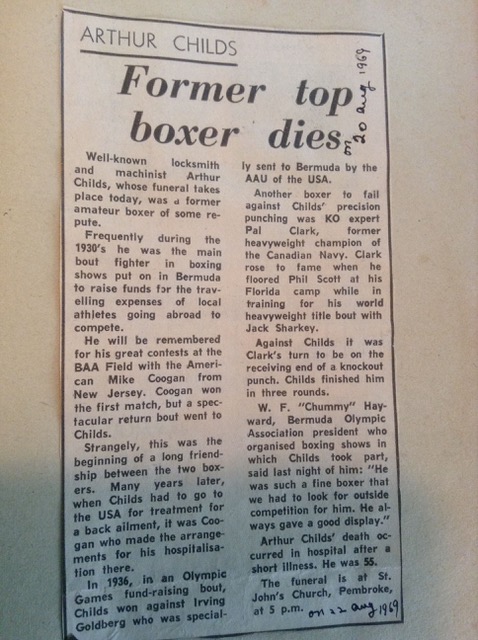 ARTHUR CHILDS
Former top
boxer dies.
on 20 aug 1969
Well-known locksmith
and machinist Arthur
Childs, whose funeral takes
place today, was a former
amateur boxer of some re-
pute.
Frequently during the
1930's he was the main
bout fighter in boxing
shows put on in Bermuda
to raise funds for the trav-
elling expenses of local
athletes going abroad to
compete.
He will be remembered
for his great contests at the
BAA Field with the Ameri-
can Mike Coogan from
New Jersey. Coogan won
the first match, but a spec-
tacular return bout went to
Childs.
Strangely, this was the
beginning of a long friend-
ship between the two box-
ers. Many years later,
when Childs had to go to
the USA for treatment for
a back ailment, it was Coo-
gan who made the arrange-
ments for his hospitalisa-
tion there.
In 1936, in an Olympic
Games fund-raising bout,
Childs won against Irving
Goldberg who was special-
ly sent to Bermuda by the
AAU of the USA.
Another boxer to fall
against Childs' precision
punching was KO expert
Pal Clark, former
heavyweight champion of
the Canadian Navy. Clark
rose to fame when he
floored Phil Scott at his
Florida camp while in
training for his world
heavyweight title bout with
Jack Sharkey.
Against Childs it was
Clark's turn to be on the
receiving end of a knockout
punch. Childs finished him
in three rounds.
W. F. "Chummy" Hay-
ward, Bermuda Olympic
Association president who
organised boxing shows in
which Childs took part,
said last night of him: "He
was such a fine boxer that
we had to look for outside
competition for him. He al-
ways gave a good display."
Arthur Childs' death oc-
curred in hospital after a
short illness. He was 55.
The funeral is at St.
John's Church, Pembroke,
at 5 p.m. on 22 aug 1969